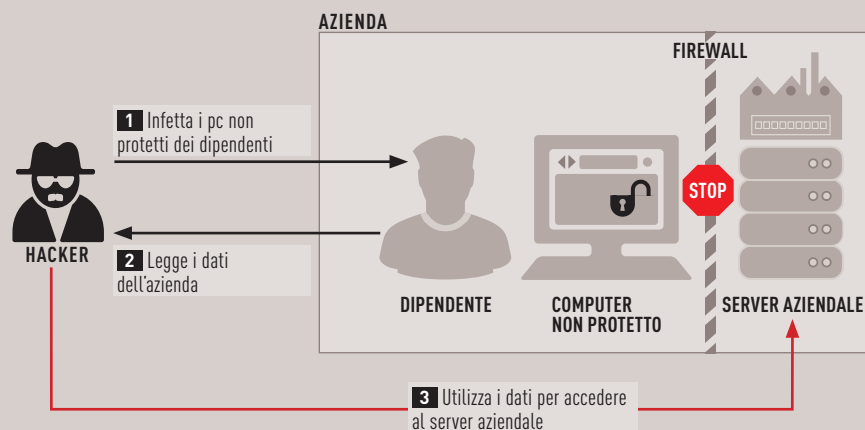 AZIENDA
FIREWALL
1 Infetta i pc non
protetti dei dipendenti
STOP
HACKER
2 Legge i dati
dell'azienda
DIPENDENTE
COMPUTER
NON PROTETTO
SERVER AZIENDALE
3 Utilizza i dati per accedere
al server aziendale